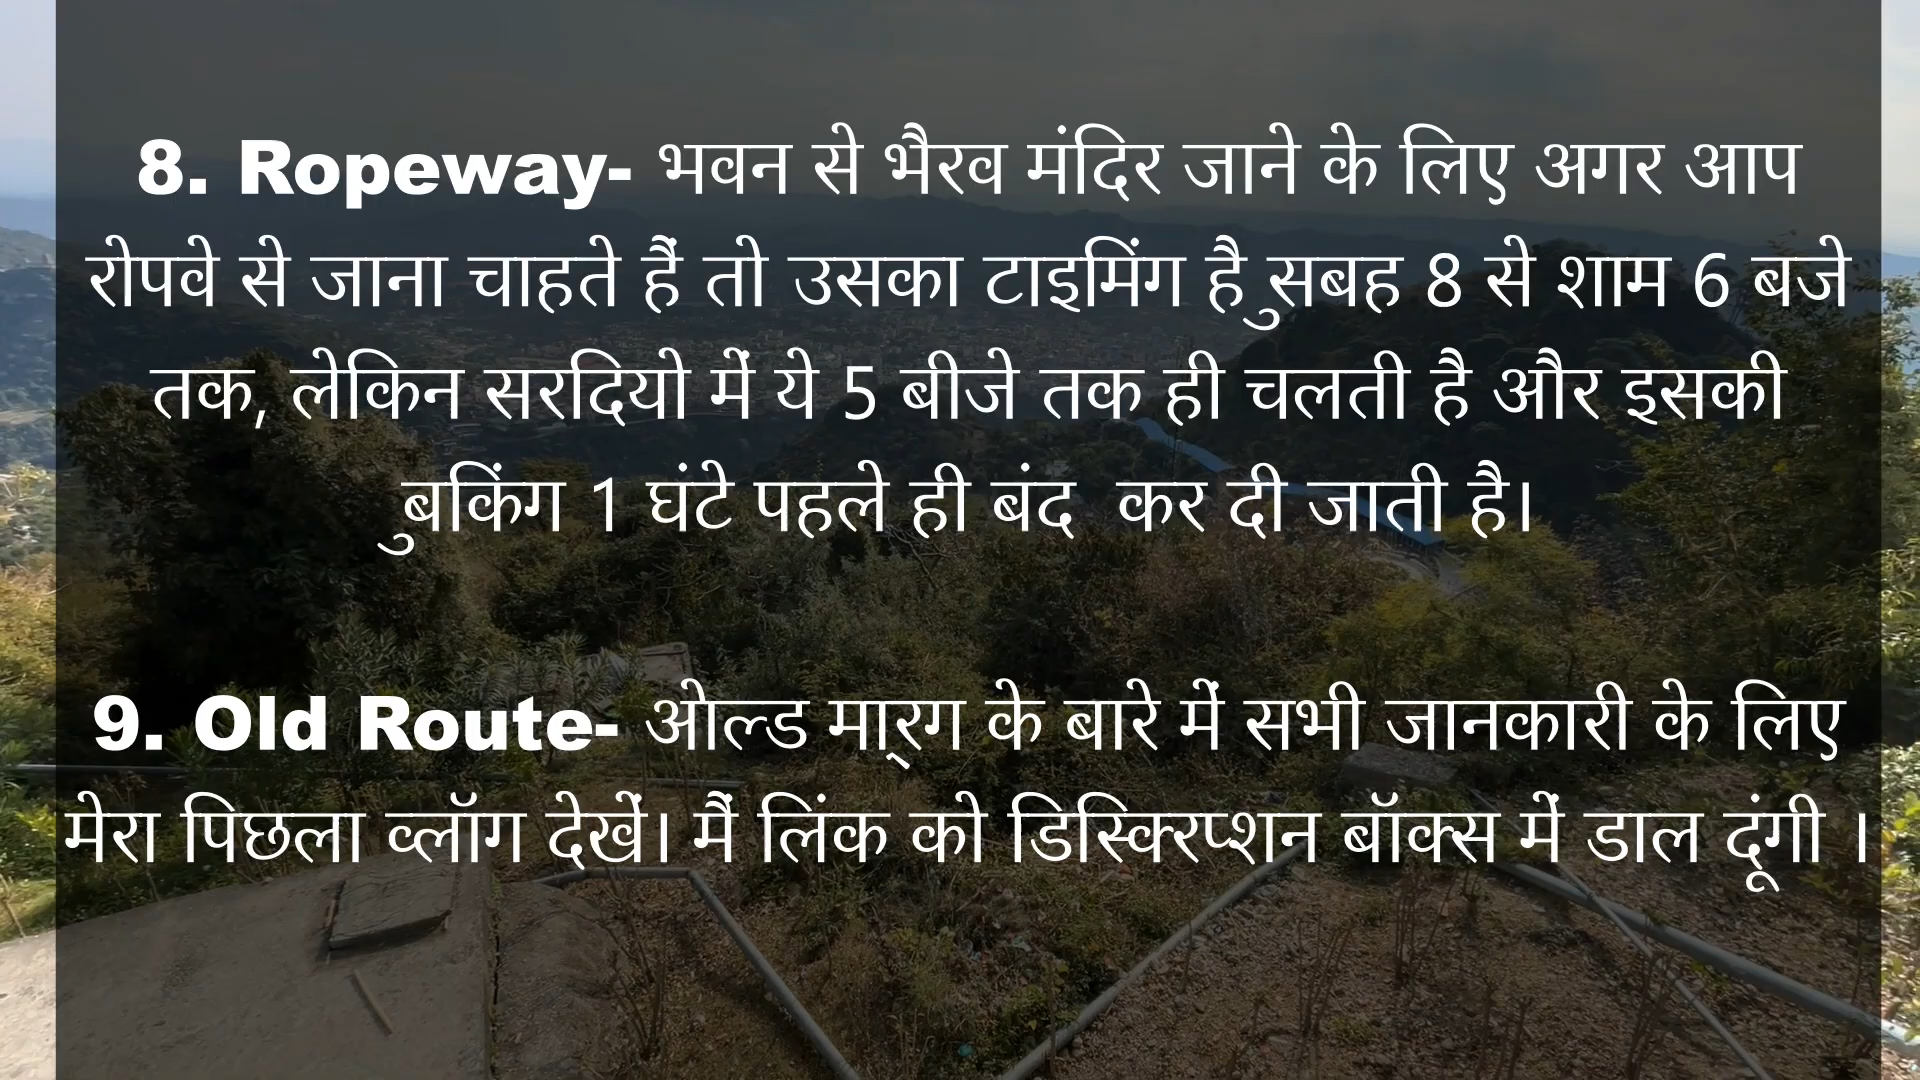 8. Ropeway- भवन से भैरव मंदिर जाने के लिए अगर आप
रोपवे से जाना चाहते हैं तो उसका टाइमिंग है ुसबह 8 से शाम 6 बजे
तक, लेकिन सरदियो में ये 5 बीजे तक ही चलती है और इसकी
ुबकिंग 1 घंटे पहले ही बंद कर दी जाती है।
9. Old Route- ओल्ड मा्रग के बारे में सभी जानकारी के लिए
मेरा पिछला व्लॉग देखें। मैं लिंक को डिस्क्रिप्शन बॉक्स में डाल दूंगी ।